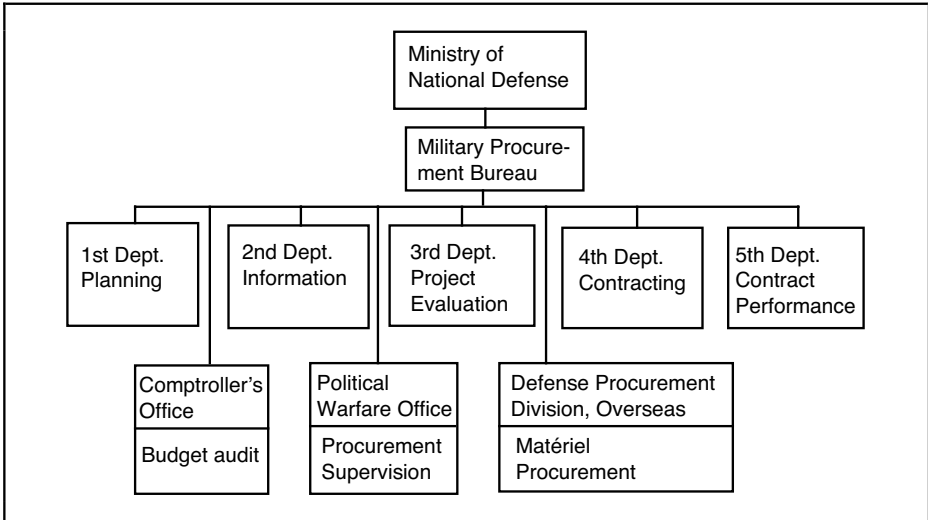 Ministry of
National Defense
Military Procure-
ment Bureau
1st Dept.
Planning
2nd Dept.
Information
3rd Dept.
Project
Evaluation
4th Dept.
Contracting
5th Dept.
Contract
Performance
Comptroller's
Office
Budget audit
Political
Warfare Office
Procurement
Supervision
Defense Procurement
Division, Overseas
Matériel
Procurement